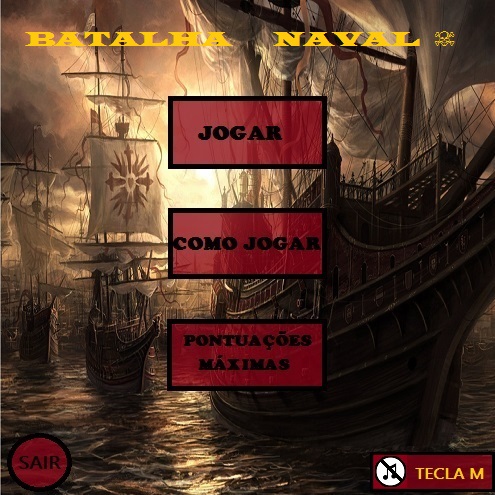 BATALHA NAVAL ☠
JOGAR
COMO JOGAR
PONTUAÇÕES
MÁXIMAS
SAIR
TECLA M